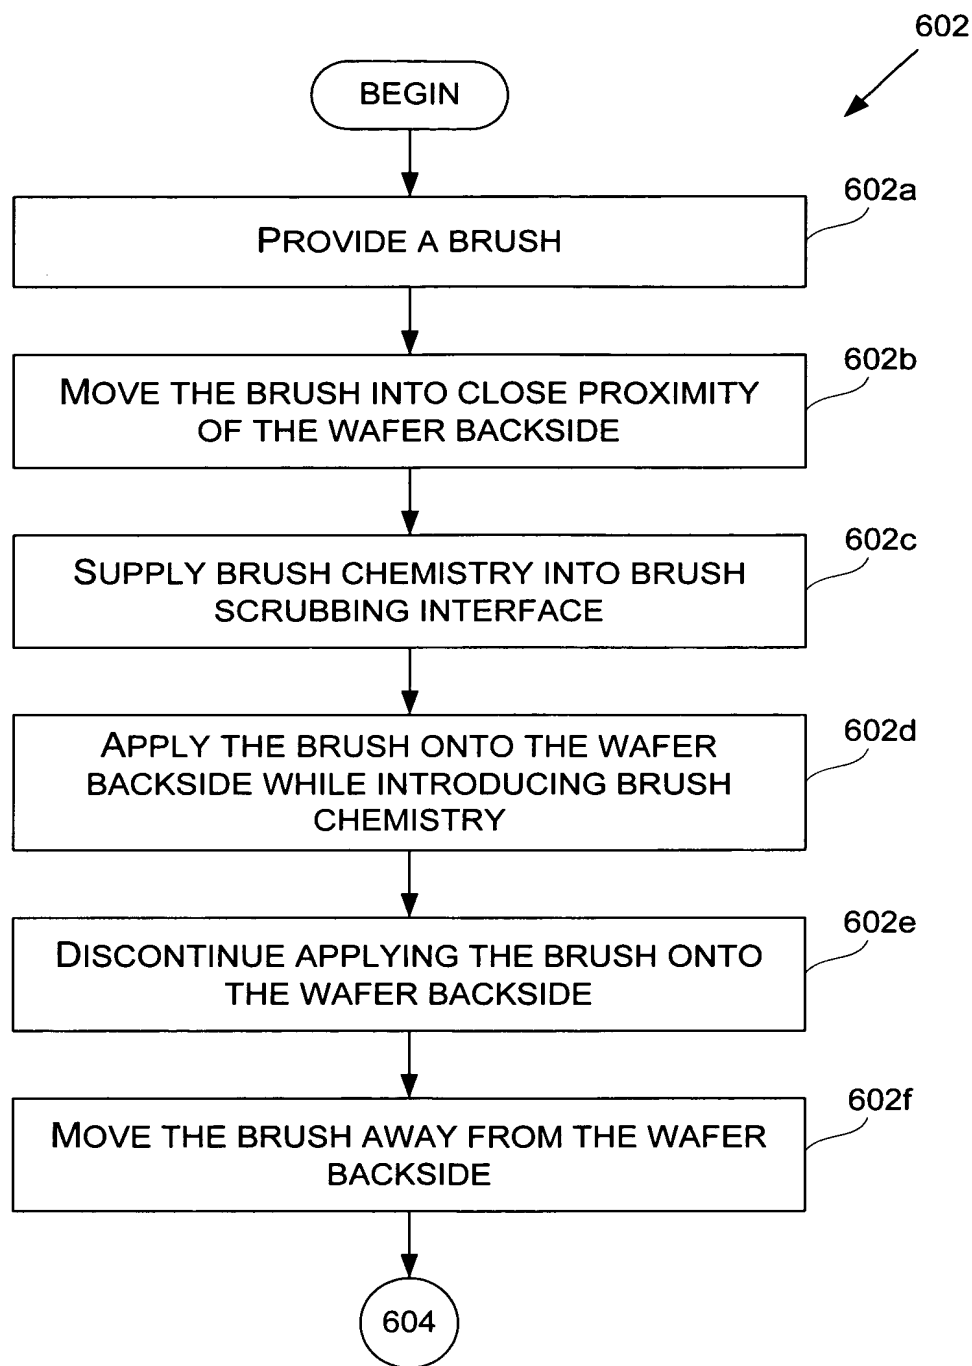 602
BEGIN
602a
PROVIDE A BRUSH
602b
MOVE THE BRUSH INTO CLOSE PROXIMITY
OF THE WAFER BACKSIDE
602c
SUPPLY BRUSH CHEMISTRY INTO BRUSH
SCRUBBING INTERFACE
602d
APPLY THE BRUSH ONTO THE WAFER
BACKSIDE WHILE INTRODUCING BRUSH
CHEMISTRY
602e
DISCONTINUE APPLYING THE BRUSH ONTO
THE WAFER BACKSIDE
602f
MOVE THE BRUSH AWAY FROM THE WAFER
BACKSIDE
604